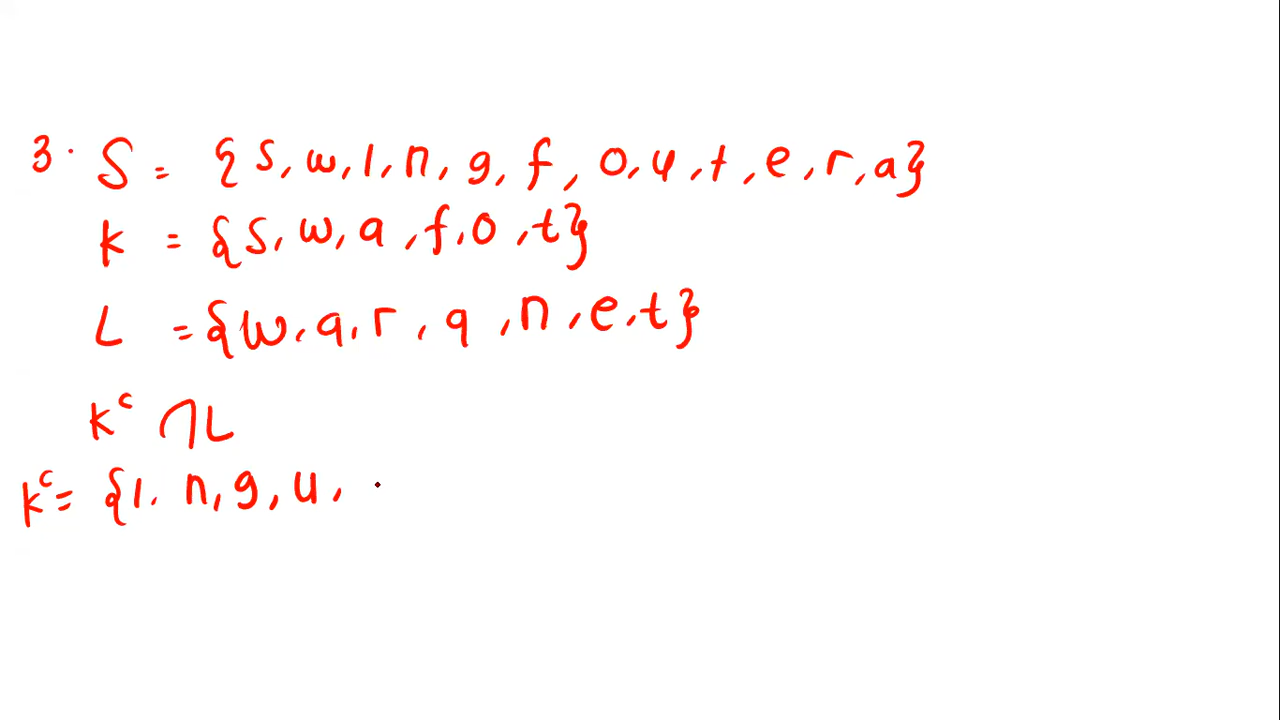 3. S = {s, w, i, n, g, f, o, u, t, e, r, a}
K = {s, w, a, f, o, t}
L = {w, a, r, a, n, e, t}
K^c ∩ L
K^c = {i, n, g, u,